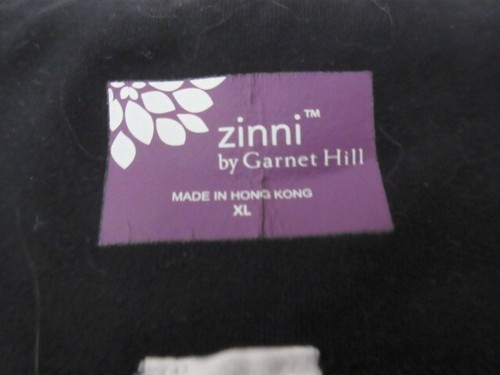 zinni™
by Garnet Hill
MADE IN HONG KONG
XL